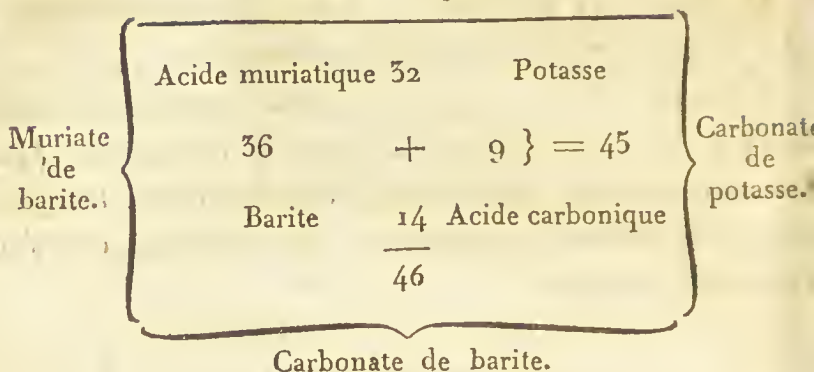 Acide muriatique 32 Potasse
Muriate de barite. 36 + 9 } = 45 Carbonate de potasse.
Barite 14 Acide carbonique
46
Carbonate de barite.